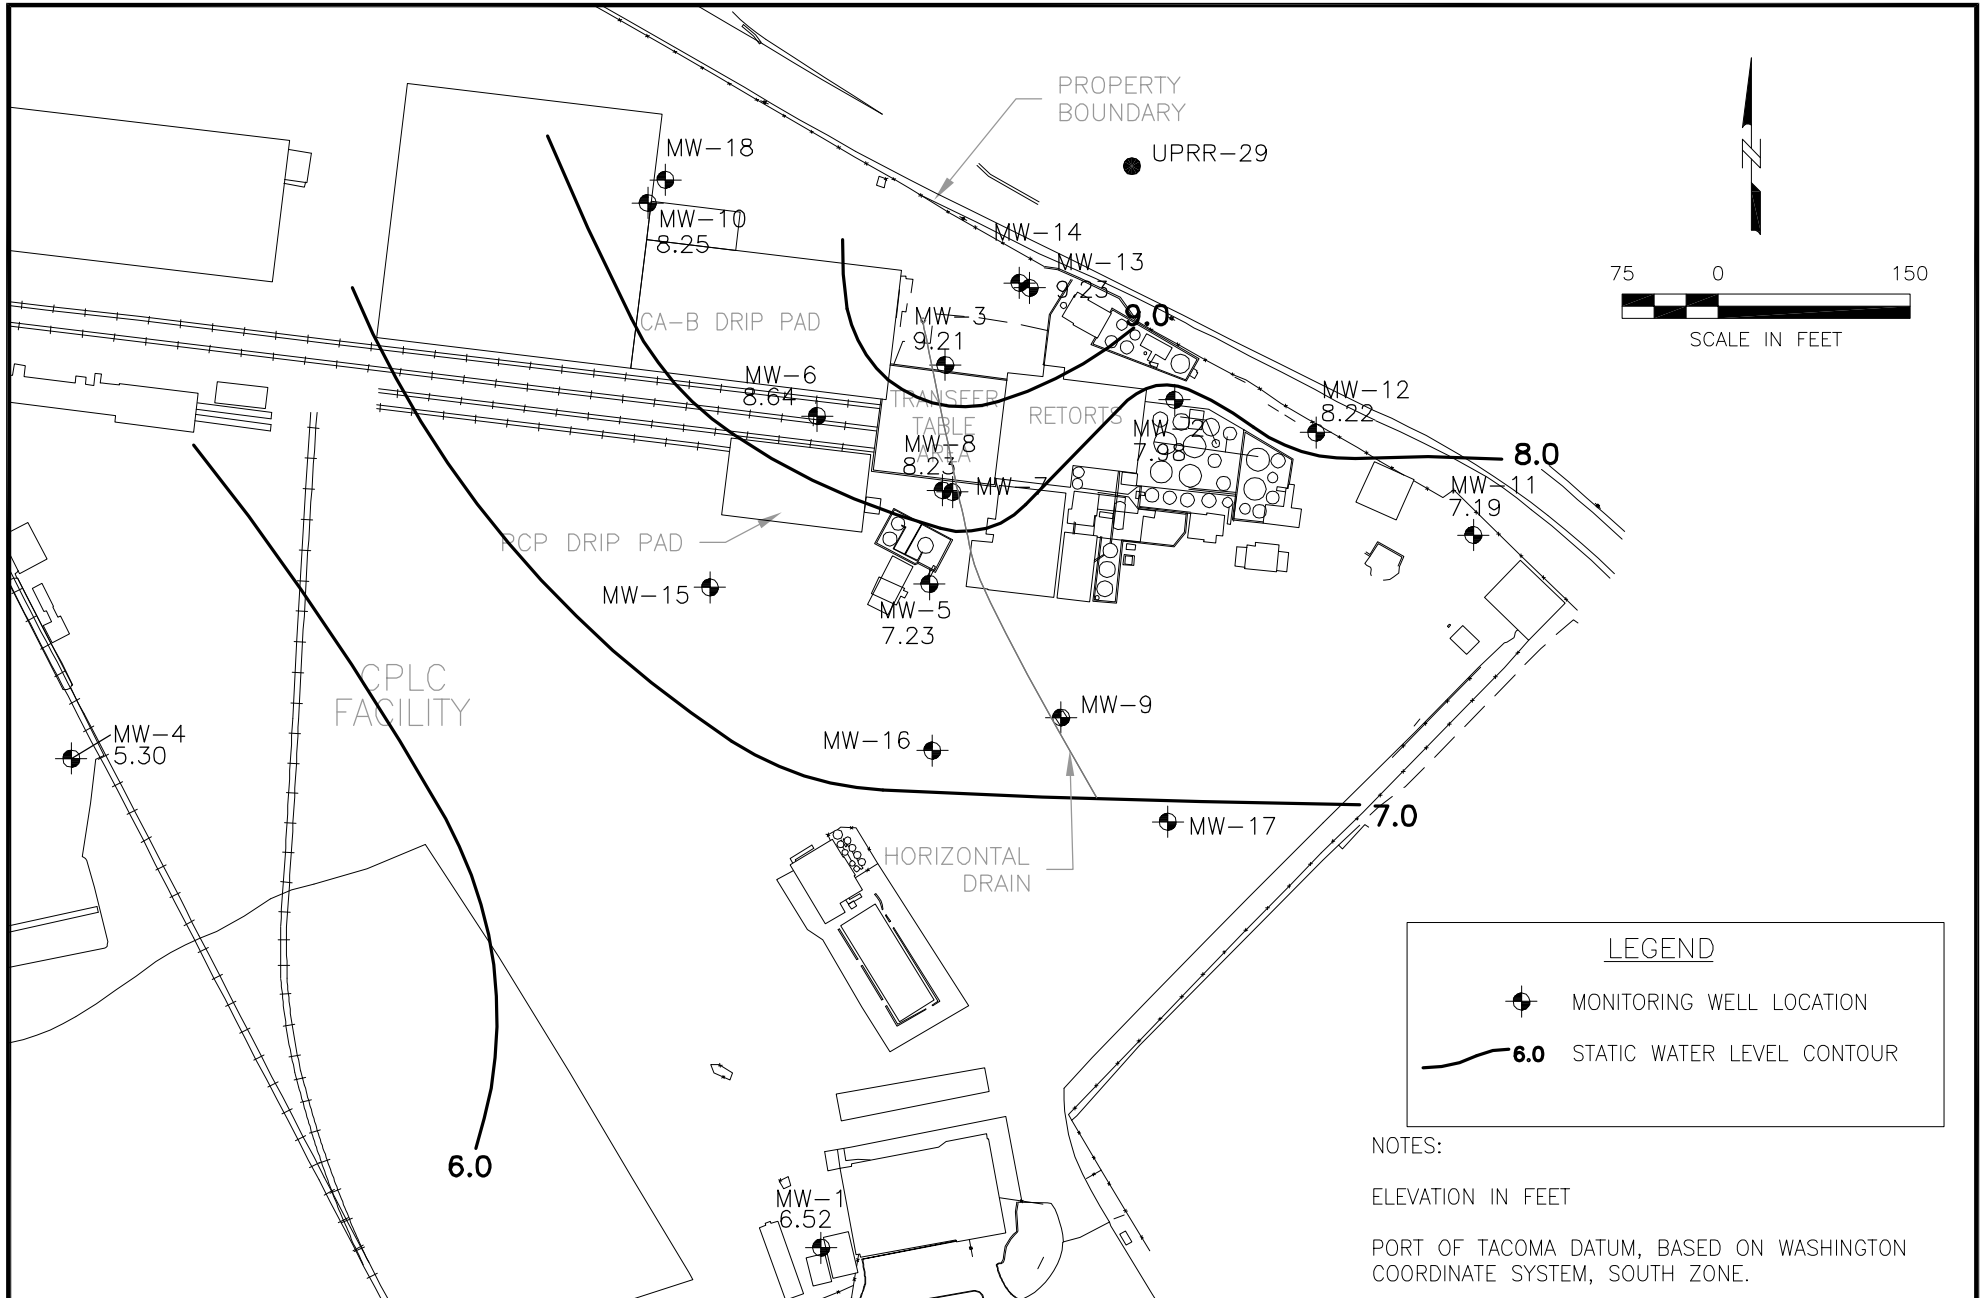 PROPERTY
BOUNDARY
UPRR-29
MW-18
MW-10
8.25
MW-14
MW-13
9.23
75 0 150
SCALE IN FEET
MW-3
9.21
9.0
CA-B DRIP PAD
MW-6
8.64
TRANSFER
TABLE
AREA
RETORTS
MW-12
8.22
MW-2
7.98
MW-8
8.23
MW-7
8.0
MW-11
7.19
PCP DRIP PAD
MW-15
MW-5
7.23
CPLC
FACILITY
MW-9
MW-4
5.30
MW-16
7.0
MW-17
HORIZONTAL
DRAIN
LEGEND
MONITORING WELL LOCATION
6.0 STATIC WATER LEVEL CONTOUR
6.0
MW-1
6.52
NOTES:
ELEVATION IN FEET
PORT OF TACOMA DATUM, BASED ON WASHINGTON
COORDINATE SYSTEM, SOUTH ZONE.
N